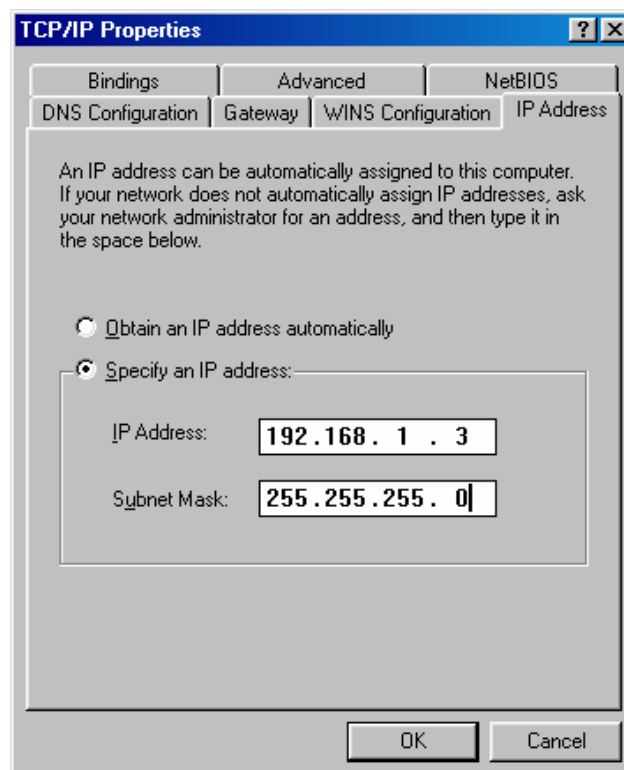 TCP/IP Properties
? X
Bindings Advanced NetBIOS
DNS Configuration Gateway WINS Configuration IP Address
An IP address can be automatically assigned to this computer.
If your network does not automatically assign IP addresses, ask
your network administrator for an address, and then type it in
the space below.
Obtain an IP address automatically
Specify an IP address:
IP Address: 192.168. 1 . 3
Subnet Mask: 255.255.255. 0
OK Cancel